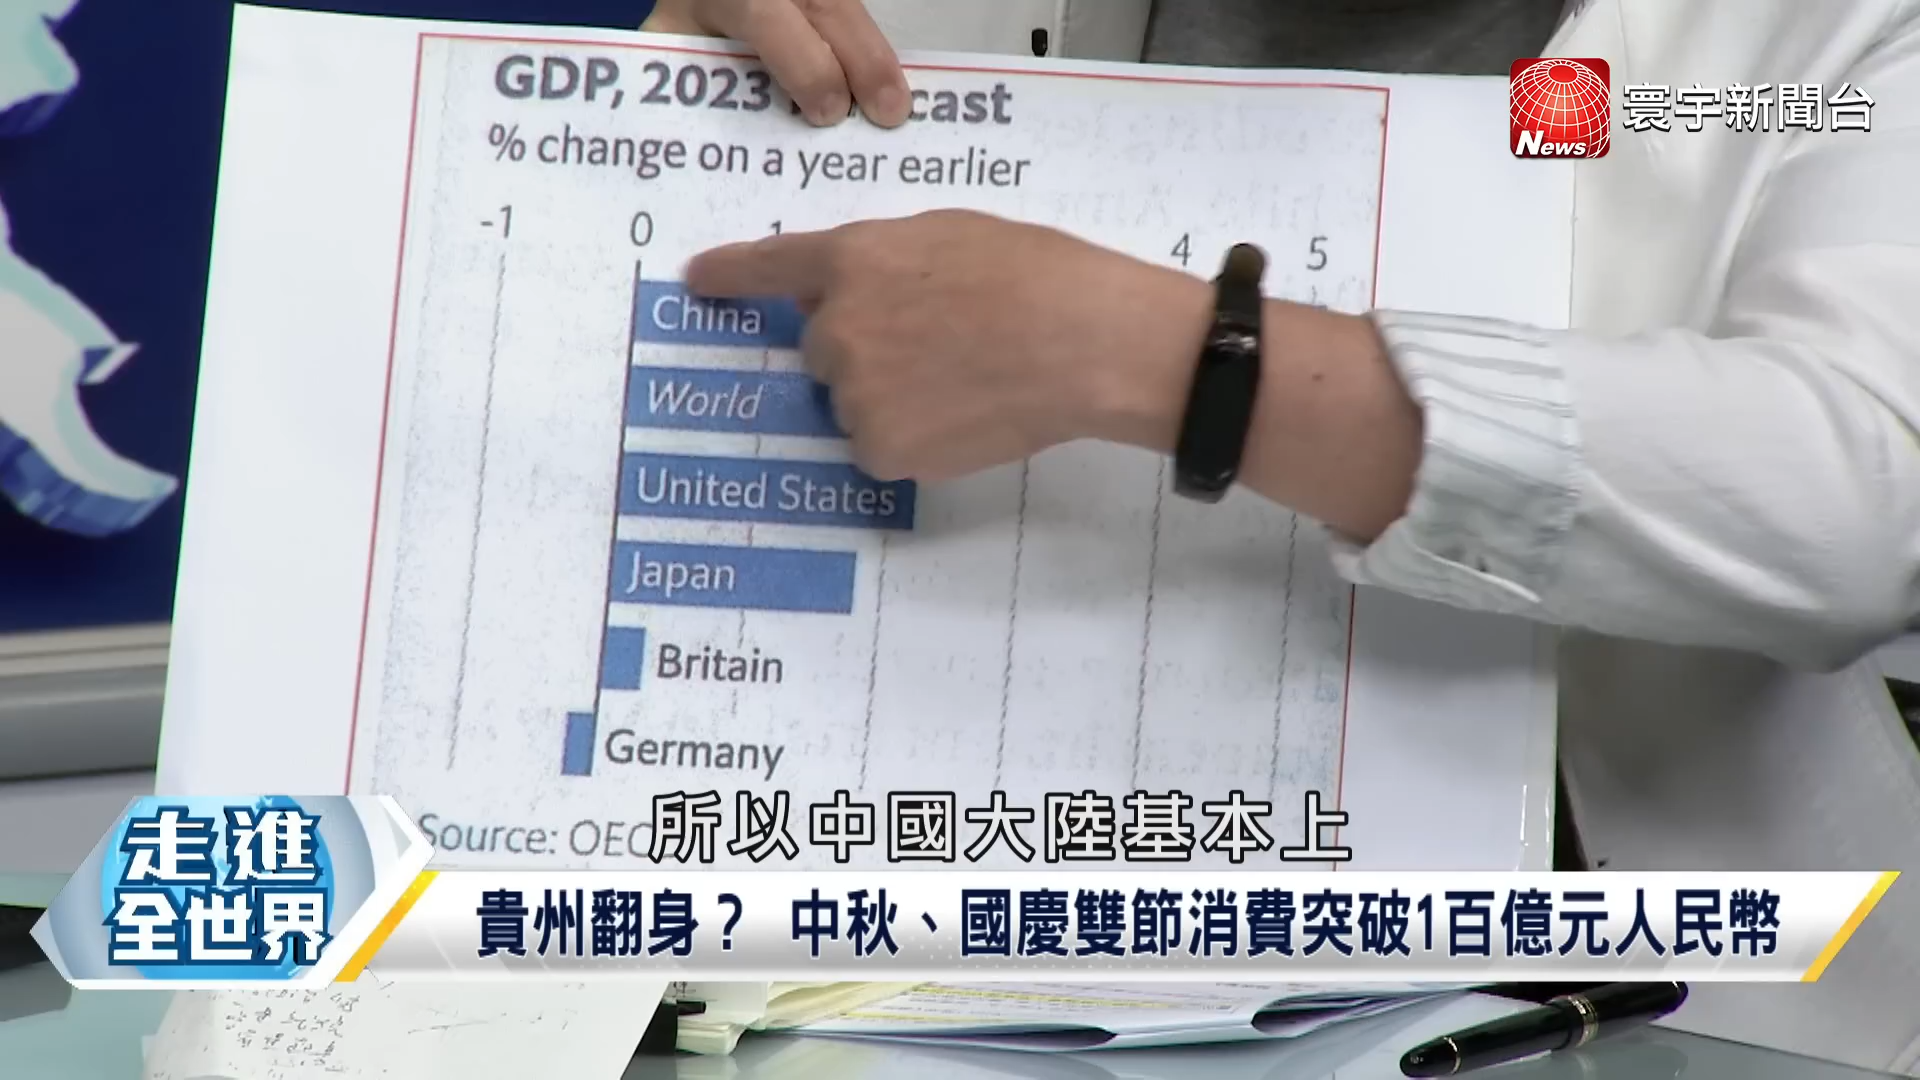 GDP, 2023 cast
% change on a year earlier
-1 0 1 4 5
China
World
United States
Japan
Britain
Germany
Source: OEC
News 寰宇新聞台
所以中國大陸基本上
走進全世界
貴州翻身？ 中秋、國慶雙節消費突破1百億元人民幣